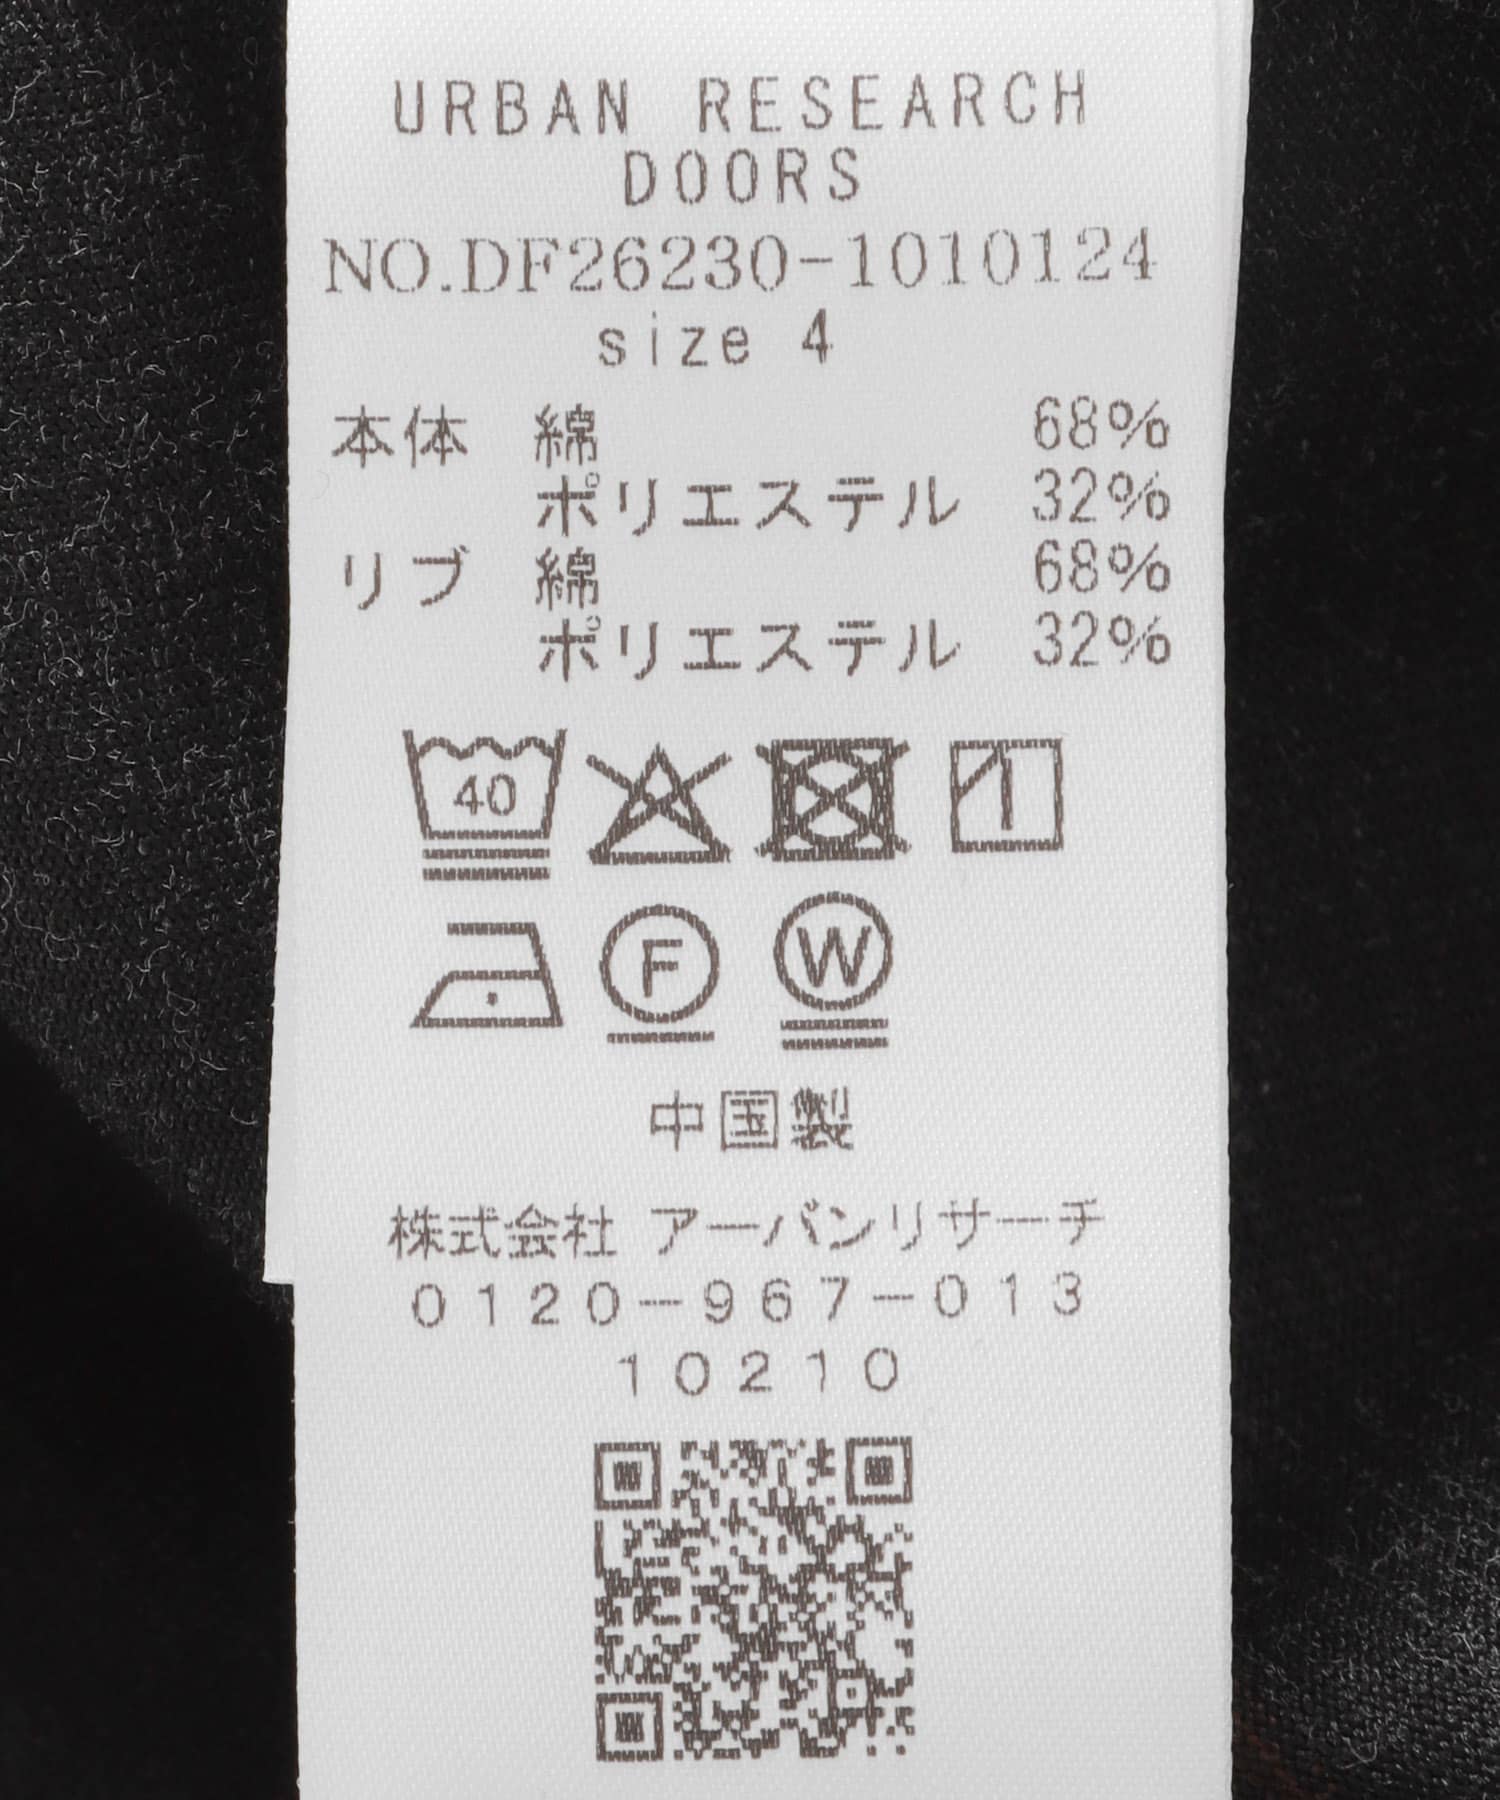 URBAN RESEARCH
DOORS
NO.DF26230-1010124
size 4
本体 綿 68%
ポリエステル 32%
リブ 綿 68%
ポリエステル 32%
40
F W
中国製
株式会社 アーバンリサーチ
0120-967-013
10210